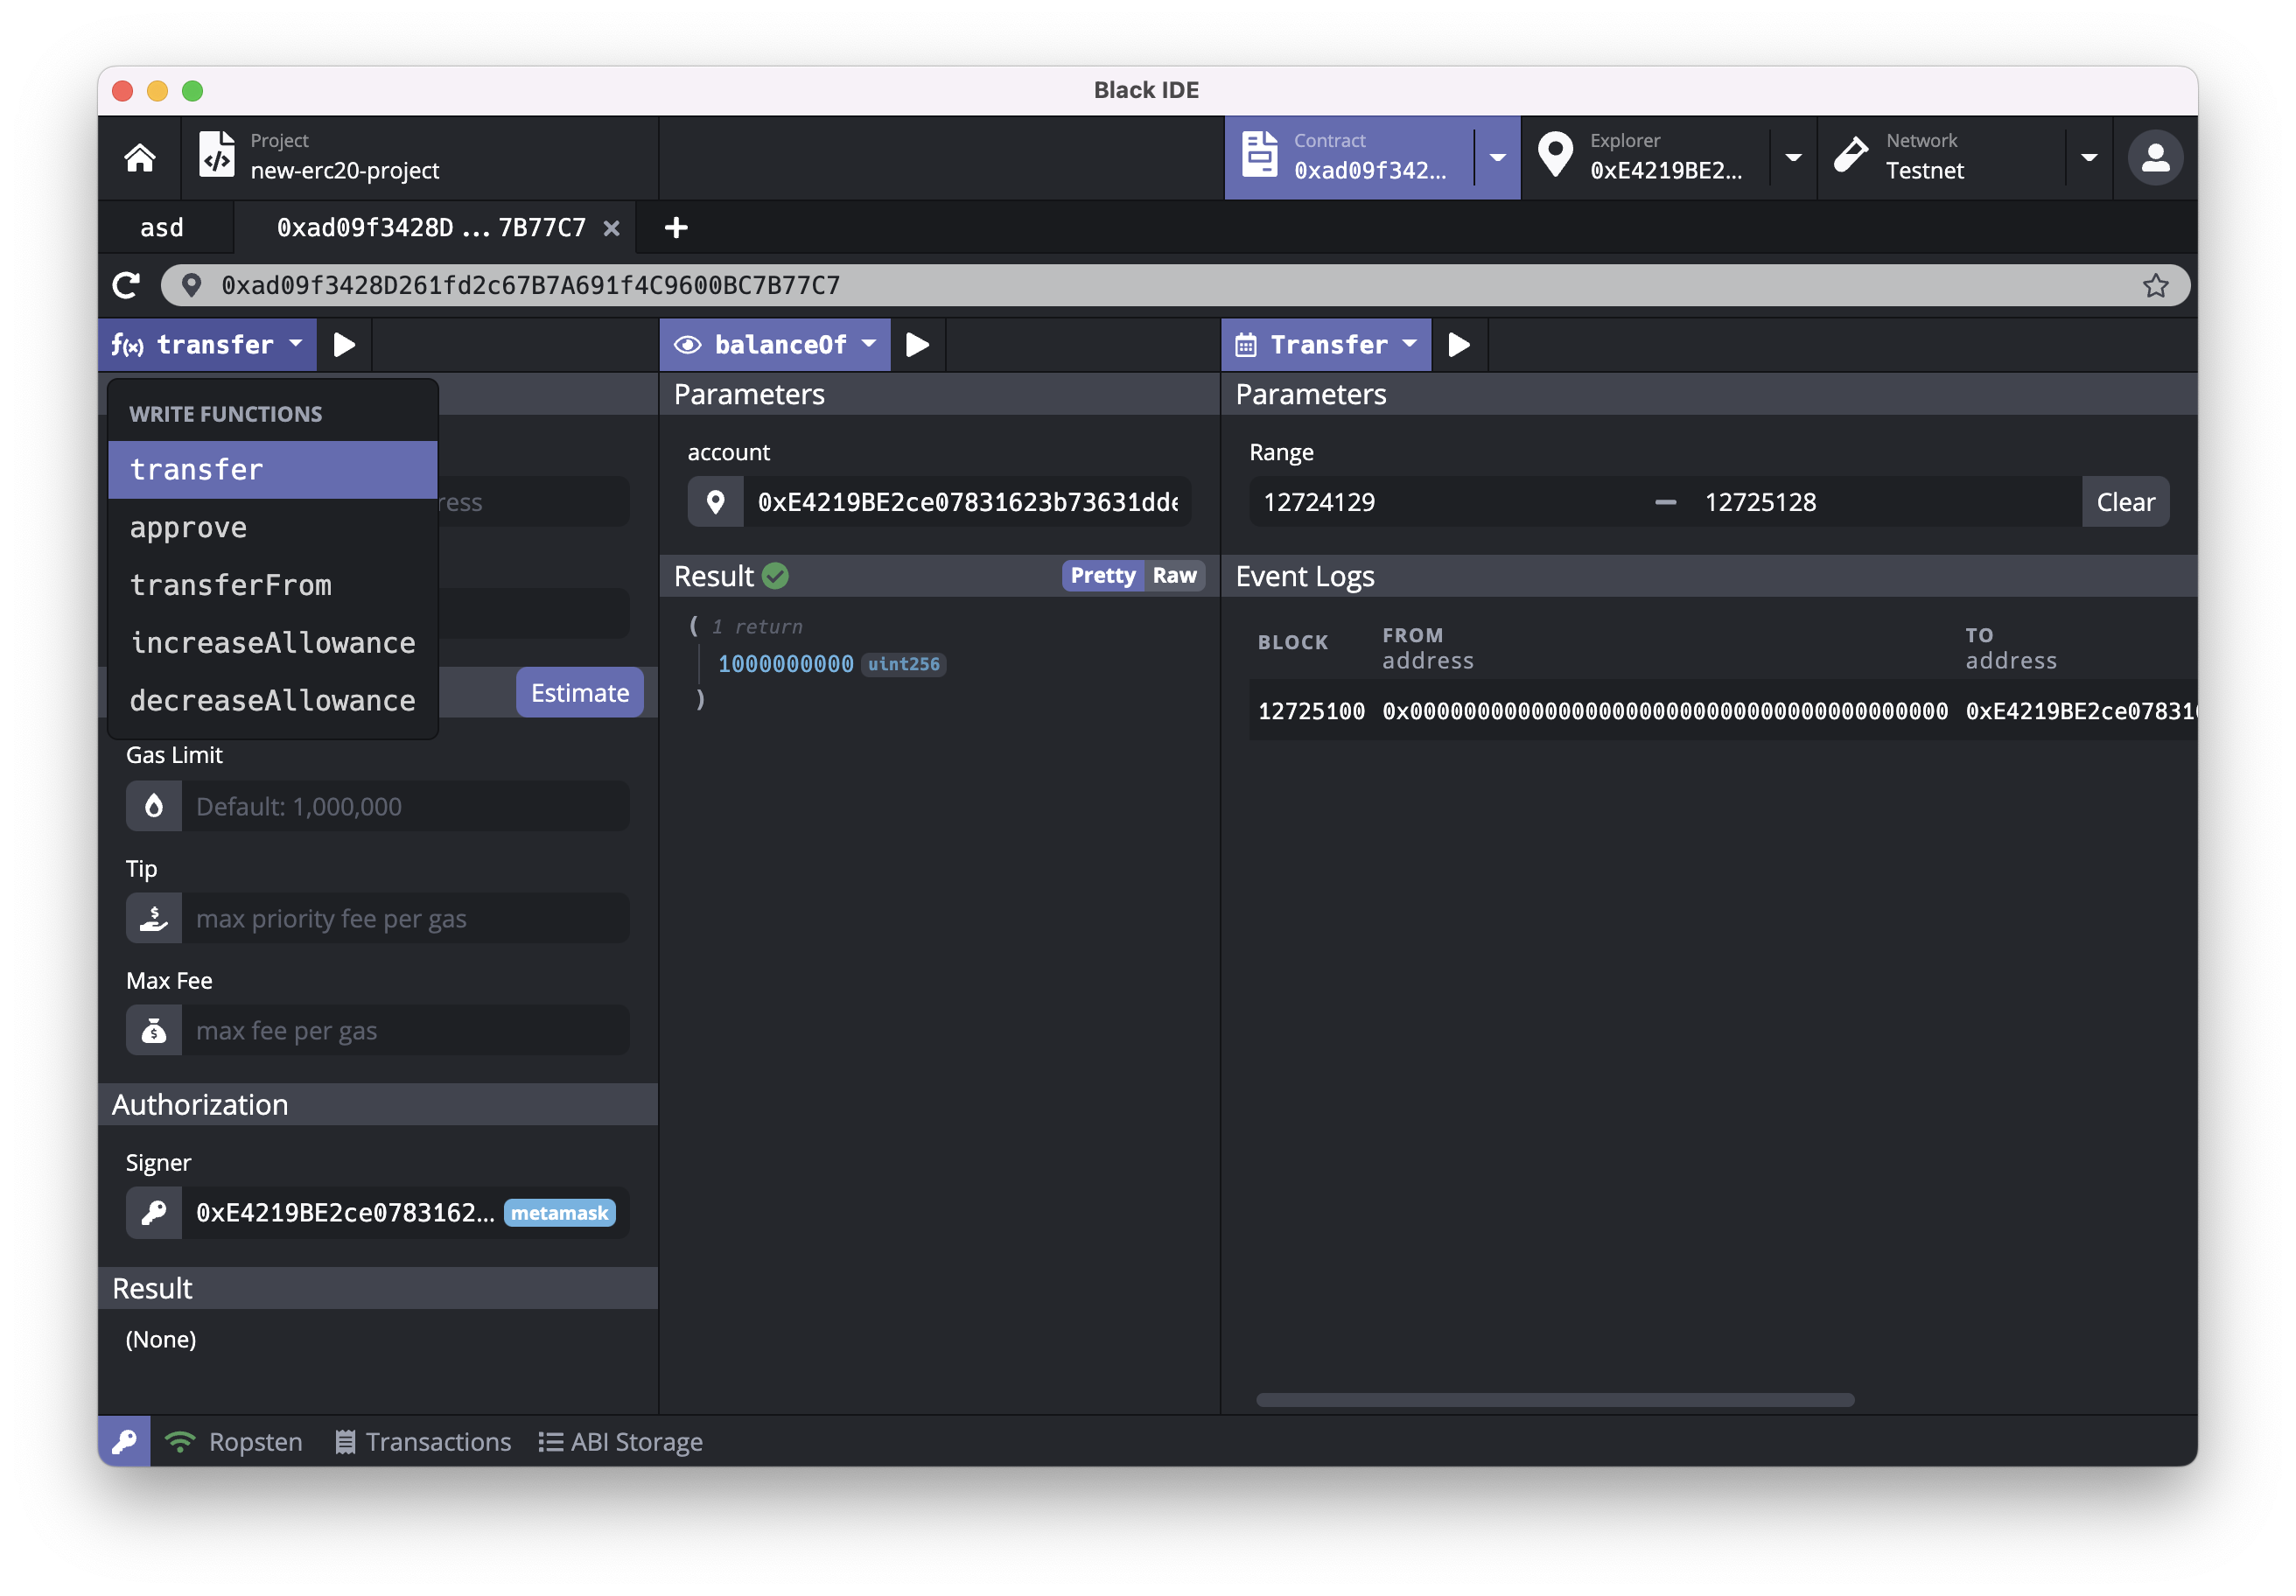 Black IDE
Project
new-erc20-project
Contract
0xad09f342...
Explorer
0xE4219BE2...
Network
Testnet
asd
0xad09f3428D ... 7B77C7
0xad09f3428D261fd2c67B7A691f4C9600BC7B77C7
f(x) transfer
balanceOf
Transfer
WRITE FUNCTIONS
transfer
approve
transferFrom
increaseAllowance
decreaseAllowance
ress
Estimate
Gas Limit
Default: 1,000,000
Tip
max priority fee per gas
Max Fee
max fee per gas
Authorization
Signer
0xE4219BE2ce0783162... metamask
Result
(None)
Parameters
account
0xE4219BE2ce07831623b73631dde
Result
Pretty Raw
( 1 return
1000000000 uint256
)
Parameters
Range
12724129 – 12725128 Clear
Event Logs
BLOCK FROM TO
address address
12725100 0x0000000000000000000000000000000000000000 0xE4219BE2ce07831
Ropsten Transactions ABI Storage